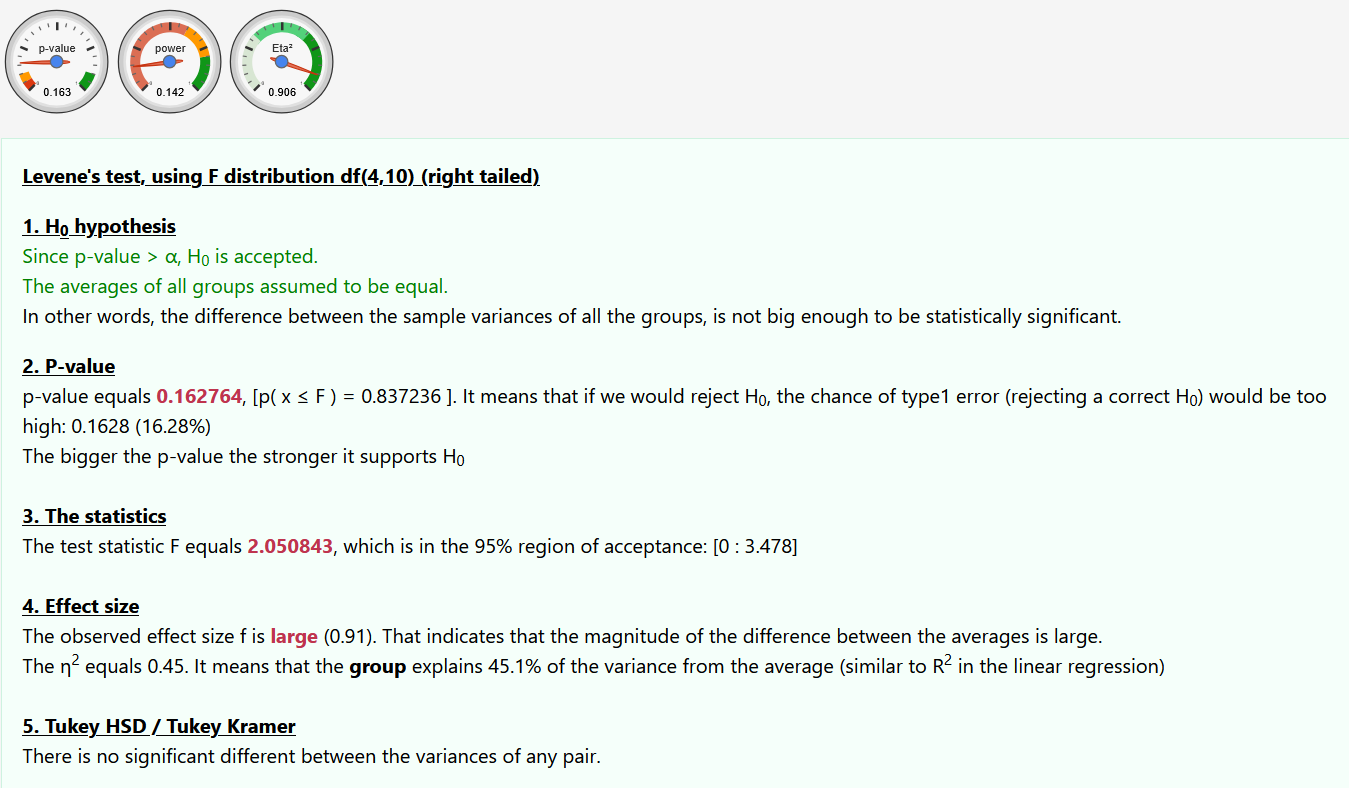 p-value power Eta²
0.163 0.142 0.906
Levene's test, using F distribution df(4,10) (right tailed)
1. H₀ hypothesis
Since p-value > α, H₀ is accepted.
The averages of all groups assumed to be equal.
In other words, the difference between the sample variances of all the groups, is not big enough to be statistically significant.
2. P-value
p-value equals 0.162764, [p( x ≤ F ) = 0.837236 ]. It means that if we would reject H₀, the chance of type1 error (rejecting a correct H₀) would be too
high: 0.1628 (16.28%)
The bigger the p-value the stronger it supports H₀
3. The statistics
The test statistic F equals 2.050843, which is in the 95% region of acceptance: [0 : 3.478]
4. Effect size
The observed effect size f is large (0.91). That indicates that the magnitude of the difference between the averages is large.
The η² equals 0.45. It means that the group explains 45.1% of the variance from the average (similar to R² in the linear regression)
5. Tukey HSD / Tukey Kramer
There is no significant different between the variances of any pair.